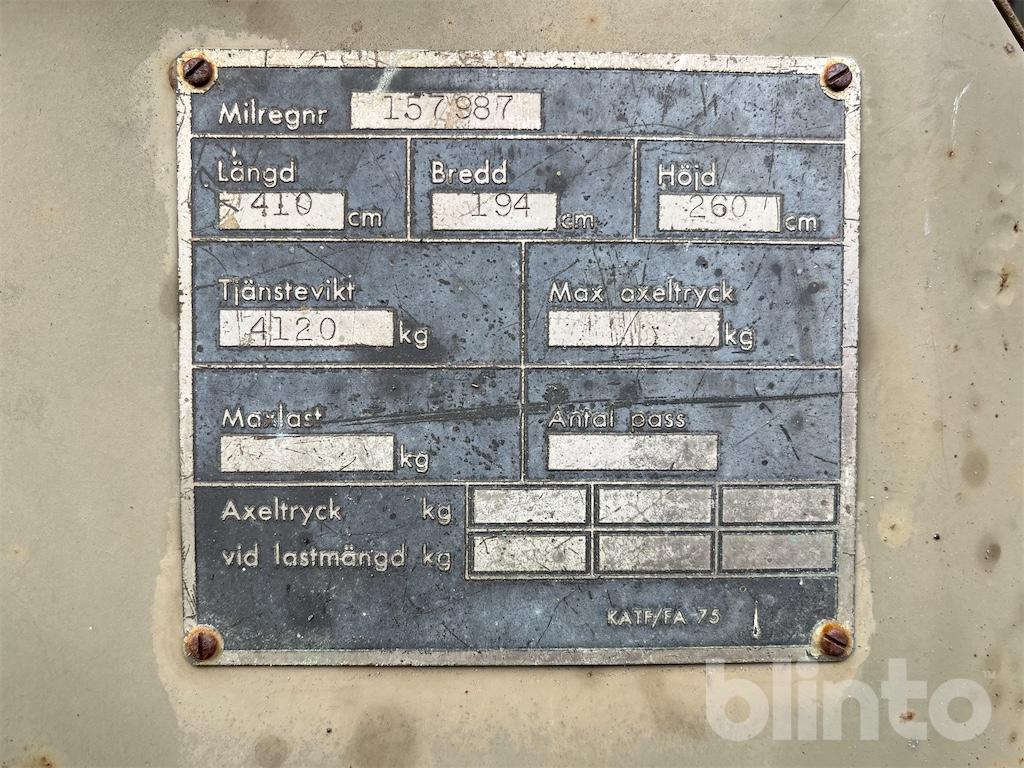 Milregnr 157987
Längd Bredd Höjd
410 cm 194 cm 260 cm
Tjänstevikt Max axeltryck
4120 kg kg
Maxlast Antal pass
kg
Axeltryck kg
vid lastmängd kg
KATF/FA 75
blinto™